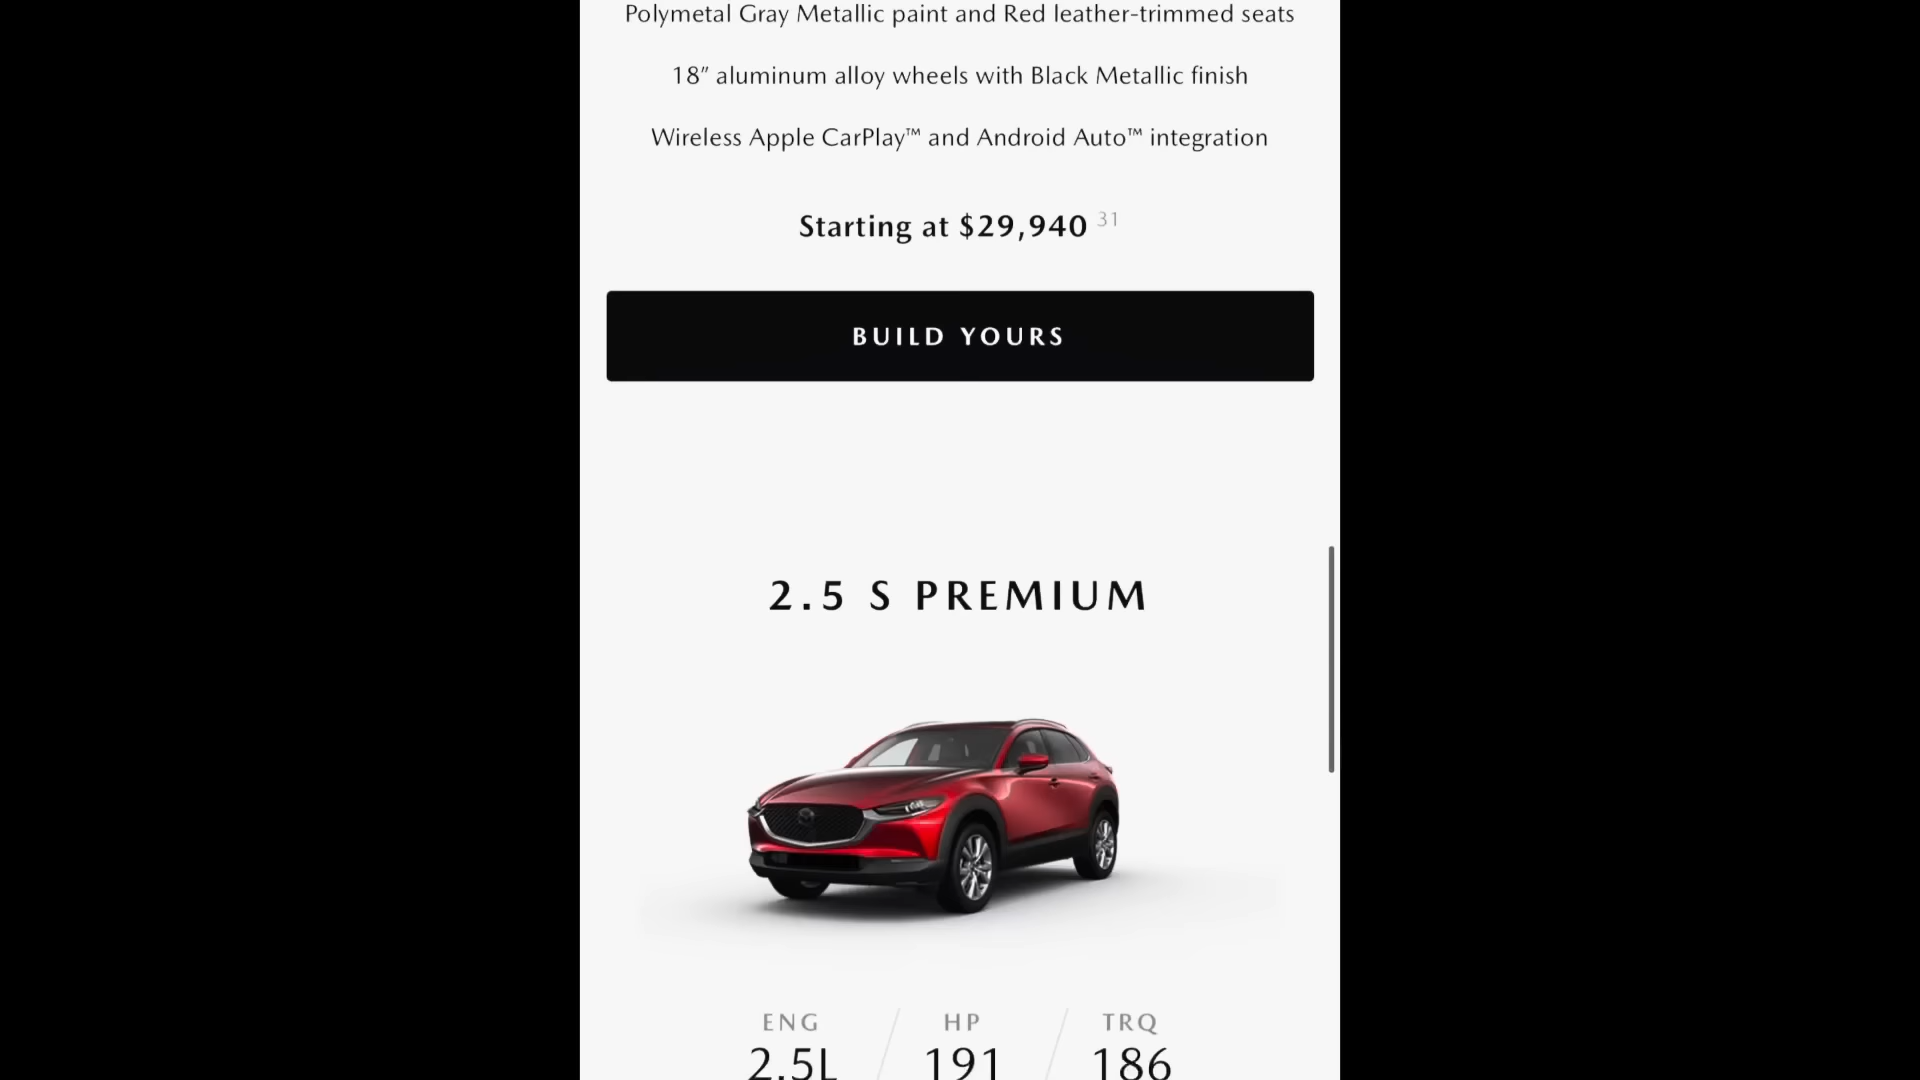 Polymetal Gray Metallic paint and Red leather-trimmed seats
18” aluminum alloy wheels with Black Metallic finish
Wireless Apple CarPlay™ and Android Auto™ integration
Starting at $29,940 31
BUILD YOURS
2.5 S PREMIUM
ENG HP TRQ
2.5L 191 186